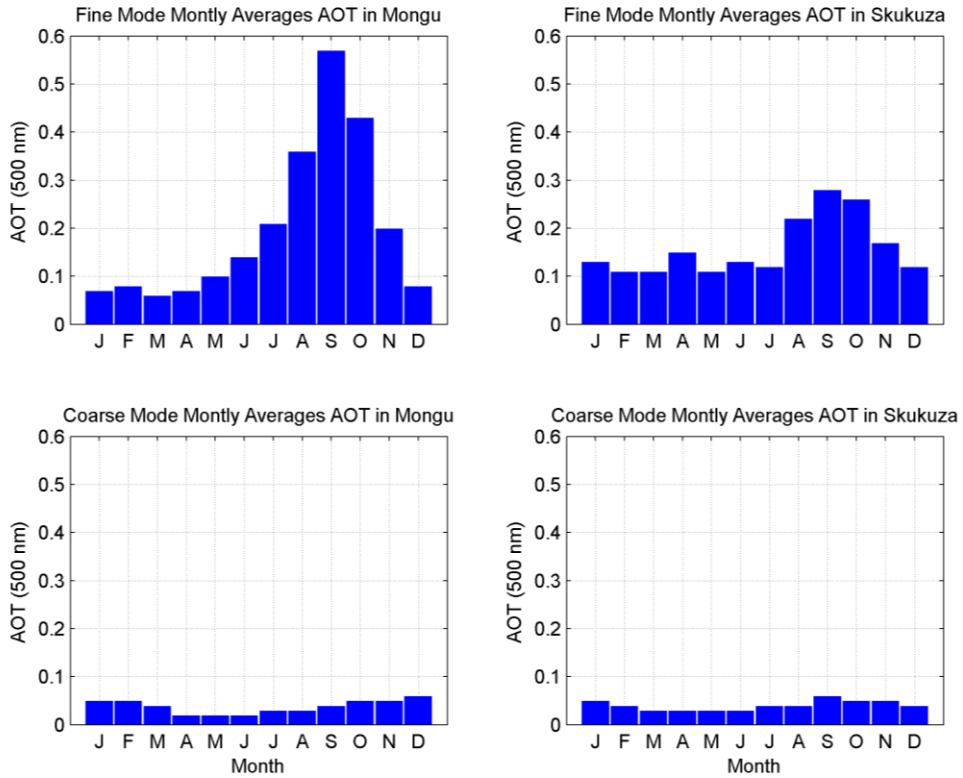 Fine Mode Montly Averages AOT in Mongu
0.6
0.5
0.4
0.3
0.2
0.1
0
AOT (500 nm)
J F M A M J J A S O N D
Fine Mode Montly Averages AOT in Skukuza
0.6
0.5
0.4
0.3
0.2
0.1
0
AOT (500 nm)
J F M A M J J A S O N D
Coarse Mode Montly Averages AOT in Mongu
0.6
0.5
0.4
0.3
0.2
0.1
0
AOT (500 nm)
J F M A M J J A S O N D
Month
Coarse Mode Montly Averages AOT in Skukuza
0.6
0.5
0.4
0.3
0.2
0.1
0
AOT (500 nm)
J F M A M J J A S O N D
Month